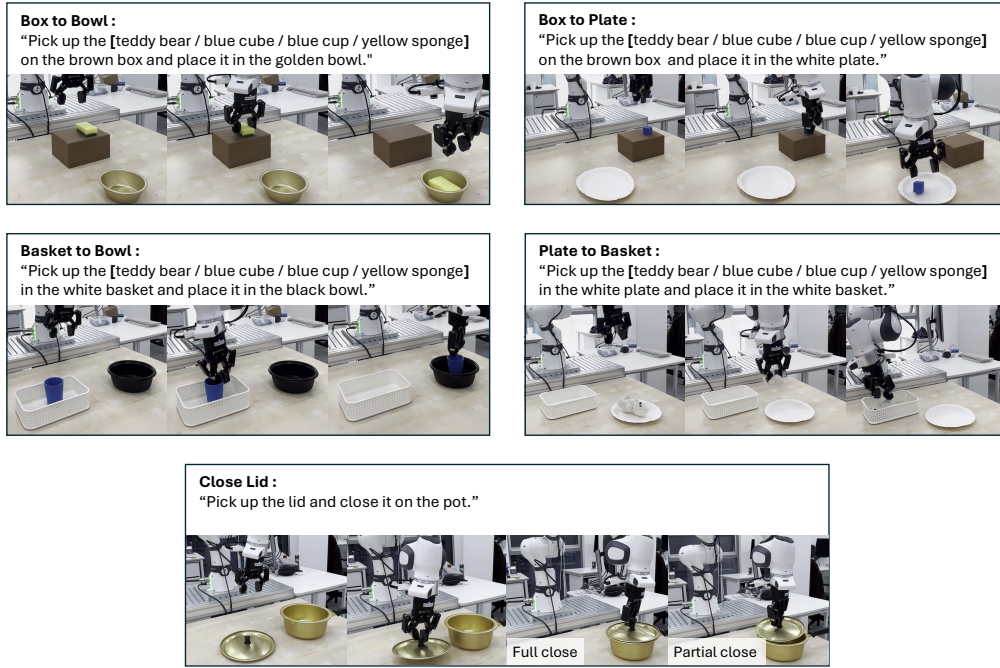 Box to Bowl :
“Pick up the [teddy bear / blue cube / blue cup / yellow sponge]
on the brown box and place it in the golden bowl."
Box to Plate :
“Pick up the [teddy bear / blue cube / blue cup / yellow sponge]
on the brown box and place it in the white plate.”
Basket to Bowl :
“Pick up the [teddy bear / blue cube / blue cup / yellow sponge]
in the white basket and place it in the black bowl.”
Plate to Basket :
“Pick up the [teddy bear / blue cube / blue cup / yellow sponge]
in the white plate and place it in the white basket.”
Close Lid :
“Pick up the lid and close it on the pot.”
Full close
Partial close